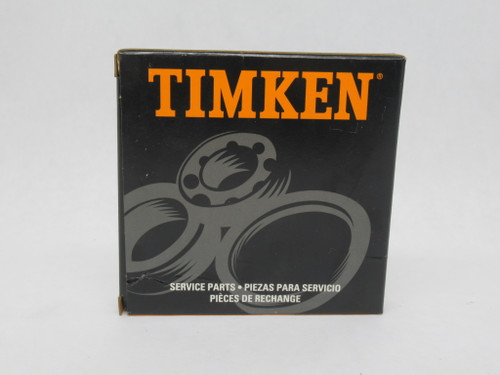 TIMKEN®
SERVICE PARTS • PIEZAS PARA SERVICIO
PIÈCES DE RECHANGE